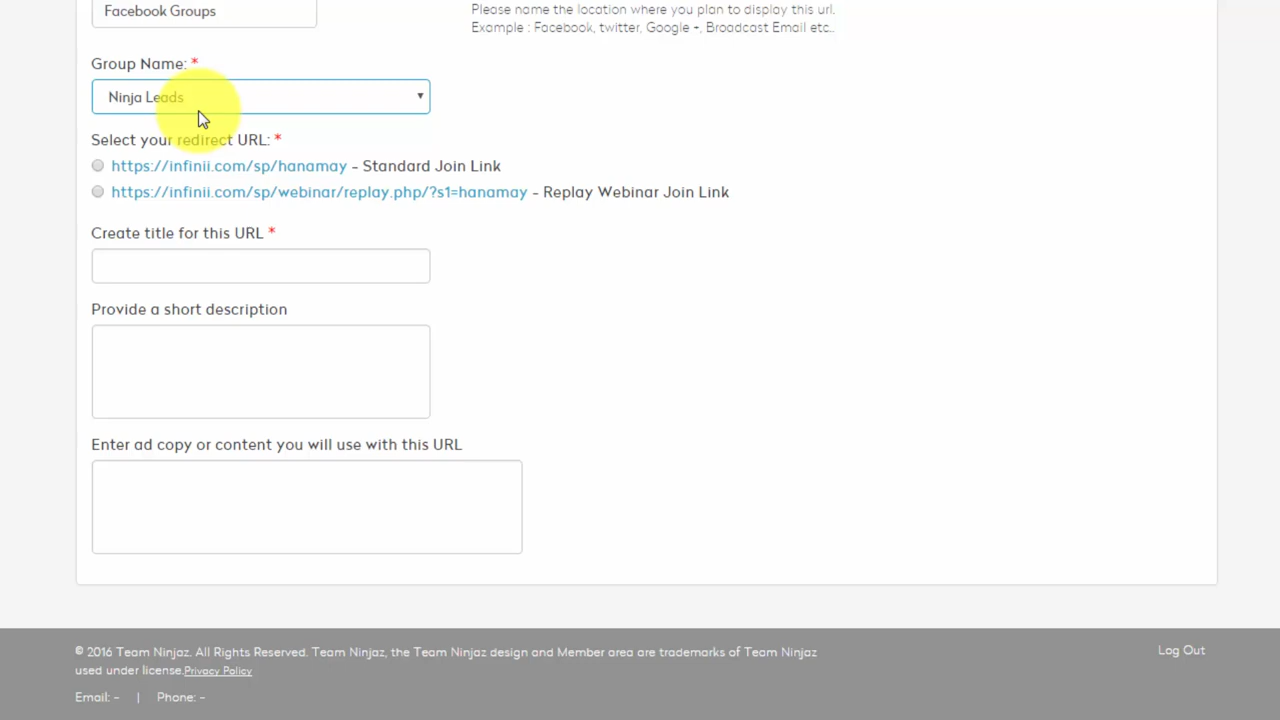 Facebook Groups
Please name the location where you plan to display this url.
Example : Facebook, twitter, Google +, Broadcast Email etc..
Group Name: *
Ninja Leads
Select your redirect URL: *
https://infinii.com/sp/hanamay - Standard Join Link
https://infinii.com/sp/webinar/replay.php/?s1=hanamay - Replay Webinar Join Link
Create title for this URL *
Provide a short description
Enter ad copy or content you will use with this URL
© 2016 Team Ninjaz. All Rights Reserved. Team Ninjaz, the Team Ninjaz design and Member area are trademarks of Team Ninjaz
used under license.Privacy Policy
Log Out
Email: - | Phone: -